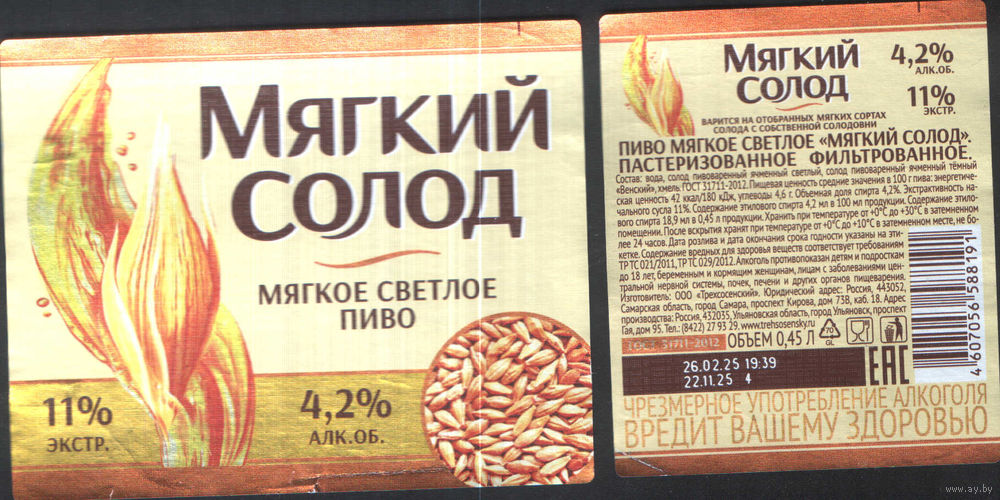 Мягкий
солод
МЯГКОЕ СВЕТЛОЕ
ПИВО
11%
ЭКСТР.
4,2%
АЛК.ОБ.
Мягкий
солод
4,2%
АЛК.ОБ.
11%
ЭКСТР.
ВАРИТСЯ НА ОТОБРАННЫХ МЯГКИХ СОРТАХ
СОЛОДА С СОБСТВЕННОЙ СОЛОДОВНИ
ПИВО МЯГКОЕ СВЕТЛОЕ «МЯГКИЙ СОЛОД».
ПАСТЕРИЗОВАННОЕ ФИЛЬТРОВАННОЕ.
Состав: вода, солод пивоваренный ячменный светлый, солод пивоваренный ячменный тёмный
«Венский», хмель. ГОСТ 31711-2012. Пищевая ценность средние значения в 100 г пива: энергетиче-
ская ценность 42 ккал/180 кДж, углеводы 4,6 г. Объемная доля спирта 4,2%. Экстрактивность на-
чального сусла 11%. Содержание этилового спирта 4,2 мл в 100 мл продукции. Содержание этило-
вого спирта 18,9 мл в 0,45 л продукции. Хранить при температуре от +0°С до +30°С в затемненном
помещении. После вскрытия хранят при температуре от +0°С до +10°С в затемненном месте, не бо-
лее 24 часов. Дата розлива и дата окончания срока годности указаны на эти-
кетке. Содержание вредных для здоровья веществ соответствует требованиям
ТР ТС 021/2011, ТР ТС 029/2012. Алкоголь противопоказан детям и подросткам
до 18 лет, беременным и кормящим женщинам, лицам с заболеваниями цен-
тральной нервной системы, почек, печени и других органов пищеварения.
Изготовитель: ООО «Трехсосенский». Юридический адрес: Россия, 443052,
Самарская область, город Самара, проспект Кирова, дом 73В, каб. 18. Адрес
производства: Россия, 432035, Ульяновская область, город Ульяновск, проспект
Гая, дом 95. Тел.: (8422) 27 93 29. www.trehsosensky.ru
ГОСТ 31711-2012 ОБЪЕМ 0,45 Л 70 GL
26.02.25 19:39
22.11.25 4
EAC
4 607056 588191
ЧРЕЗМЕРНОЕ УПОТРЕБЛЕНИЕ АЛКОГОЛЯ
ВРЕДИТ ВАШЕМУ ЗДОРОВЬЮ
www.ay.by